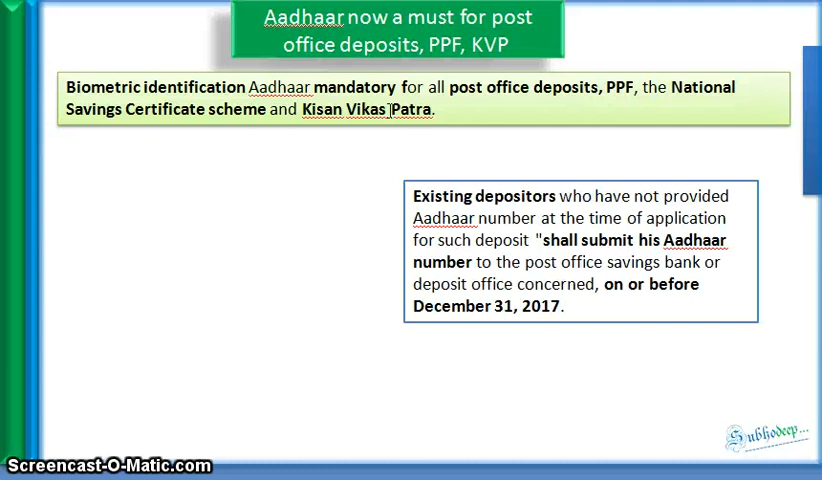 Aadhaar now a must for post
office deposits, PPF, KVP
Biometric identification Aadhaar mandatory for all post office deposits, PPF, the National
Savings Certificate scheme and Kisan Vikas Patra.
Existing depositors who have not provided
Aadhaar number at the time of application
for such deposit "shall submit his Aadhaar
number to the post office savings bank or
deposit office concerned, on or before
December 31, 2017.
Subhodeep...
Screencast-O-Matic.com